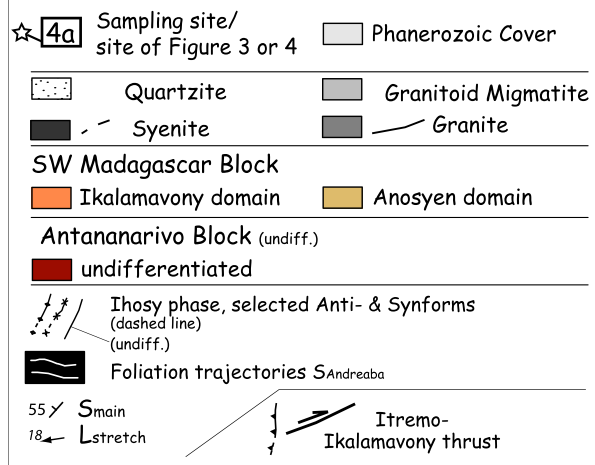 4a Sampling site/
site of Figure 3 or 4
Phanerozoic Cover
Quartzite
Granitoid Migmatite
Syenite
Granite
SW Madagascar Block
Ikalamavony domain
Anosyen domain
Antananarivo Block (undiff.)
undifferentiated
Ihosy phase, selected Anti- & Synforms
(dashed line)
(undiff.)
Foliation trajectories SAndreaba
55 Smain
18 Lstretch
Itremo-
Ikalamavony thrust